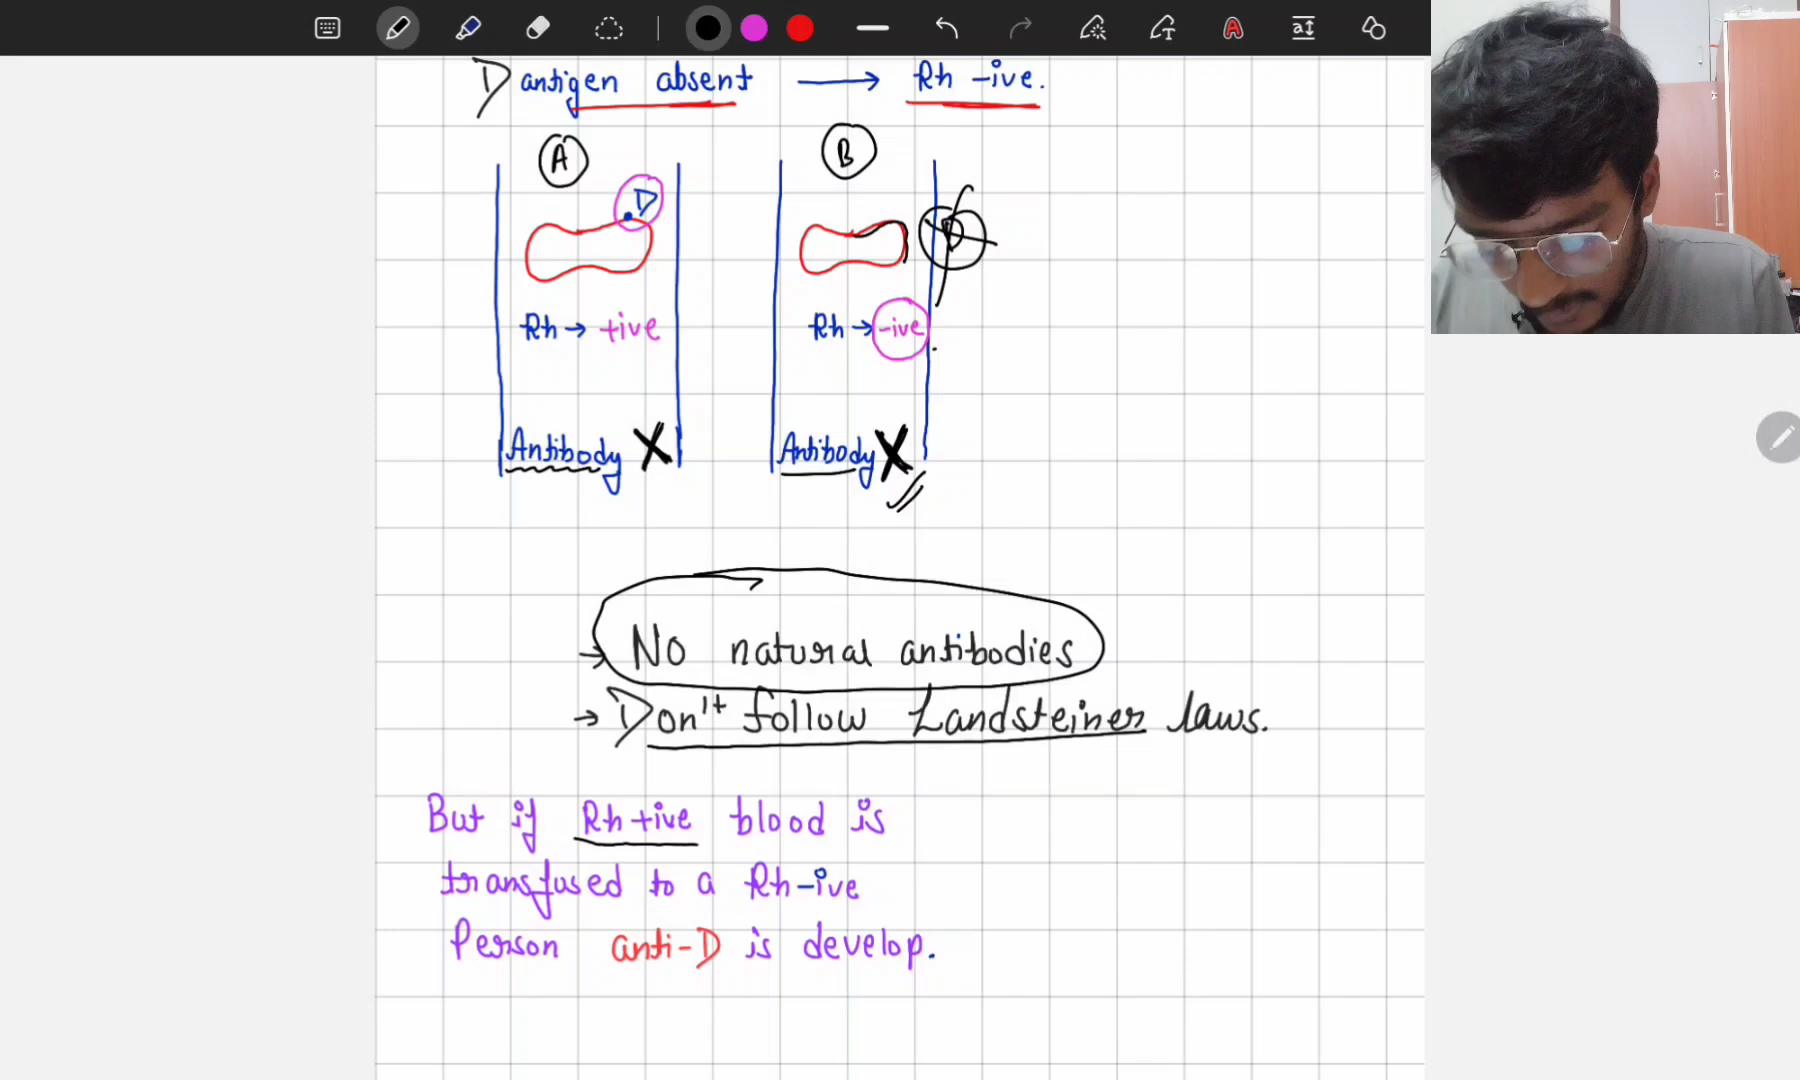 D antigen absent → Rh -ive.
A B
D D
Rh → +ive Rh → -ive
Antibody X Antibody X
→ No natural antibodies
→ Don't follow Landsteiner laws.
But if Rh +ive blood is
transfused to a Rh-ive
Person anti-D is develop.